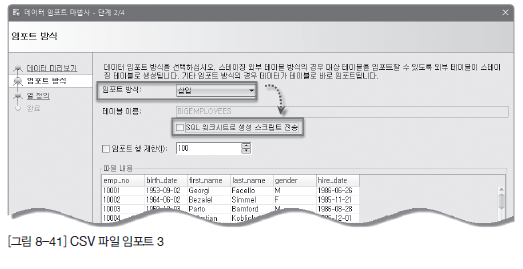 데이터 임포트 마법사 - 단계 2/4
임포트 방식
데이터 미리보기
임포트 방식
열 정의
완료
데이터 임포트 방식을 선택하십시오. 스테이징 외부 테이블 방식의 경우 대상 테이블을 임포트할 수 있도록 외부 테이블이 스테이
징 테이블로 생성됩니다. 기타 임포트 방식의 경우 데이터가 테이블로 바로 임포트됩니다.
임포트 방식: 삽입
테이블 이름: BIGEMPLOYEES
SQL 워크시트로 생성 스크립트 전송
임포트 행 제한(I): 100
파일 내용
emp_no birth_date first_name last_name gender hire_date
10001 1953-09-02 Georgi Facello M 1986-06-26
10002 1964-06-02 Bezalel Simmel F 1985-11-21
10003 Parto Bamford M 1986-08-28
10004 Koblick -12-01
[그림 8-41] CSV 파일 임포트 3